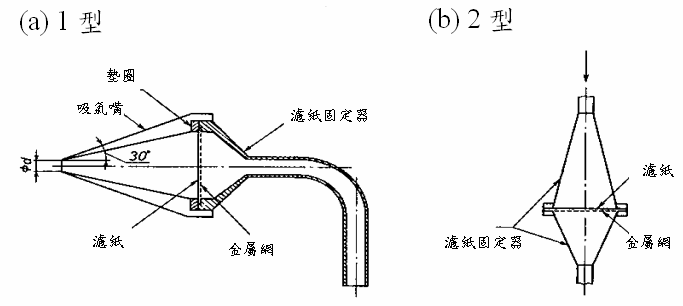 (a) 1 型
(b) 2 型
墊圈
吸氣嘴
濾紙固定器
30°
φd
濾紙
金屬網
濾紙
濾紙固定器
金屬網